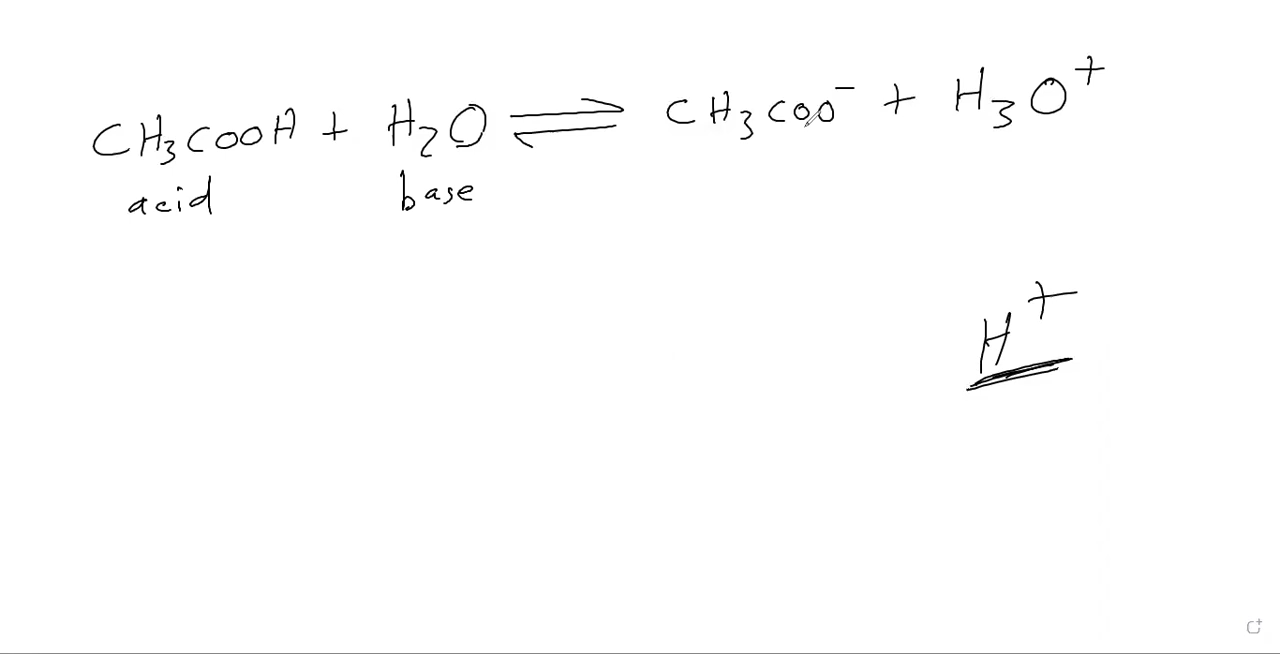 CH₃COOH + H₂O ⇌ CH₃COO⁻ + H₃O⁺
acid base
H⁺